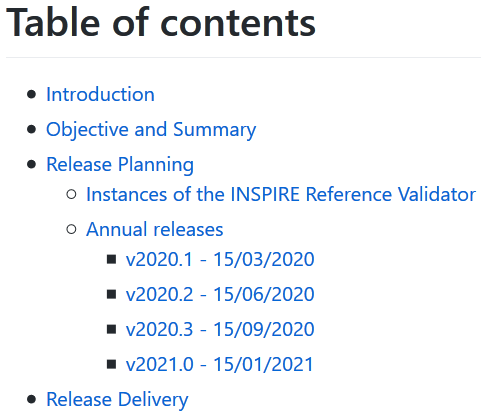 Table of contents
Introduction
Objective and Summary
Release Planning
Instances of the INSPIRE Reference Validator
Annual releases
v2020.1 - 15/03/2020
v2020.2 - 15/06/2020
v2020.3 - 15/09/2020
v2021.0 - 15/01/2021
Release Delivery